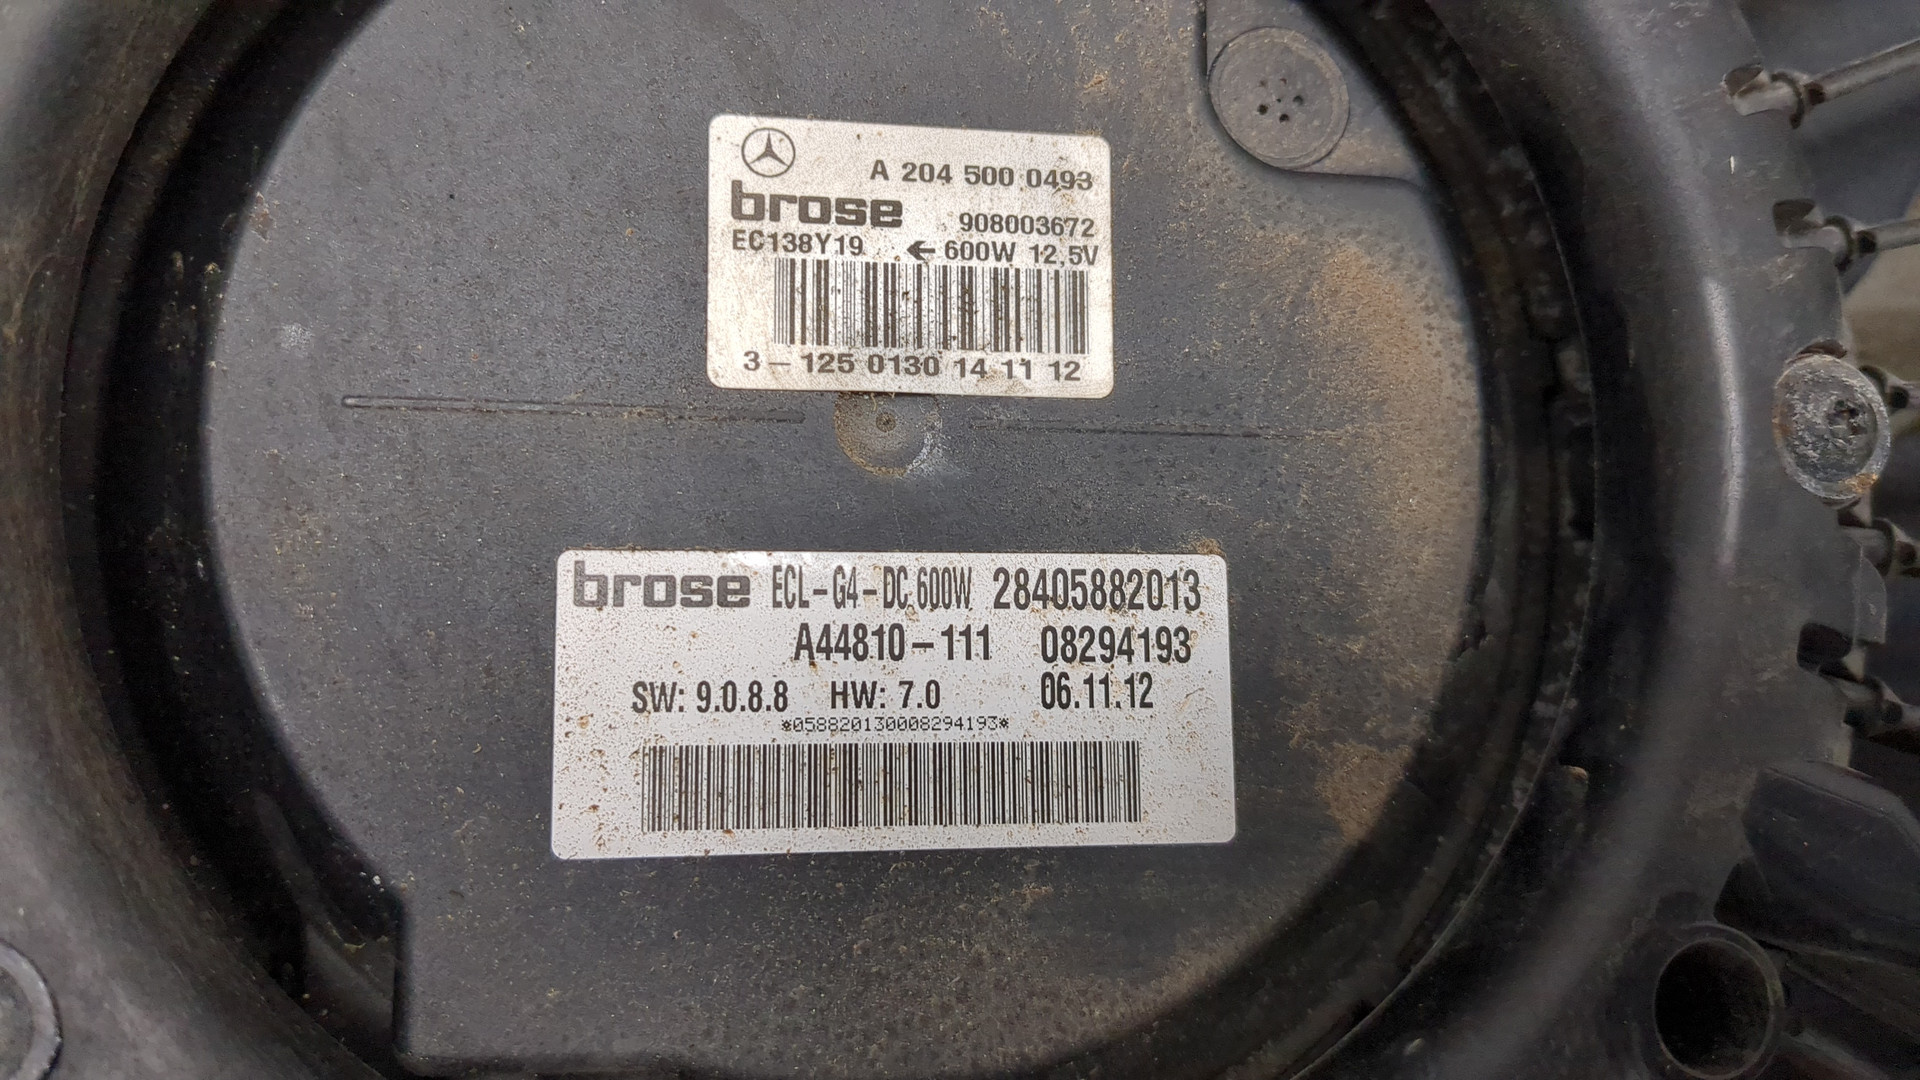 A 204 500 0493
brose 908003672
EC138Y19 ← 600W 12,5V
3-125 0130 14 11 12
brose ECL-G4-DC 600W 28405882013
A44810-111 08294193
SW: 9.0.8.8 HW: 7.0 06.11.12
*058820130008294193*